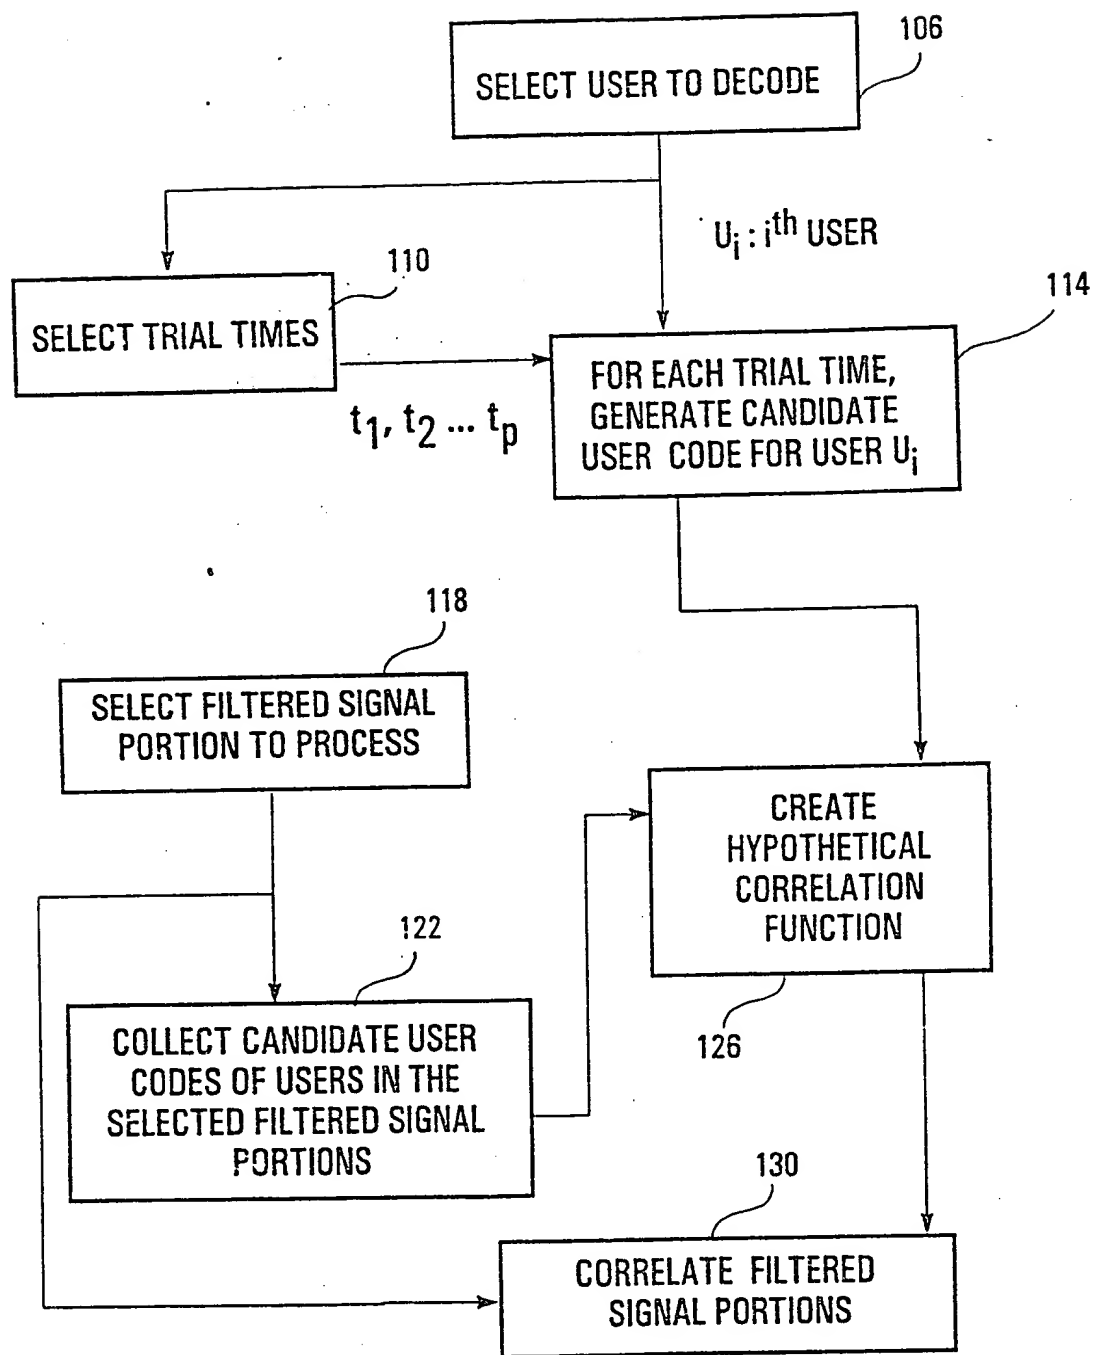 106
SELECT USER TO DECODE
Ui : ith USER
110
SELECT TRIAL TIMES
t1, t2 ... tp
114
FOR EACH TRIAL TIME,
GENERATE CANDIDATE
USER CODE FOR USER Ui
118
SELECT FILTERED SIGNAL
PORTION TO PROCESS
CREATE
HYPOTHETICAL
CORRELATION
FUNCTION
126
122
COLLECT CANDIDATE USER
CODES OF USERS IN THE
SELECTED FILTERED SIGNAL
PORTIONS
130
CORRELATE FILTERED
SIGNAL PORTIONS